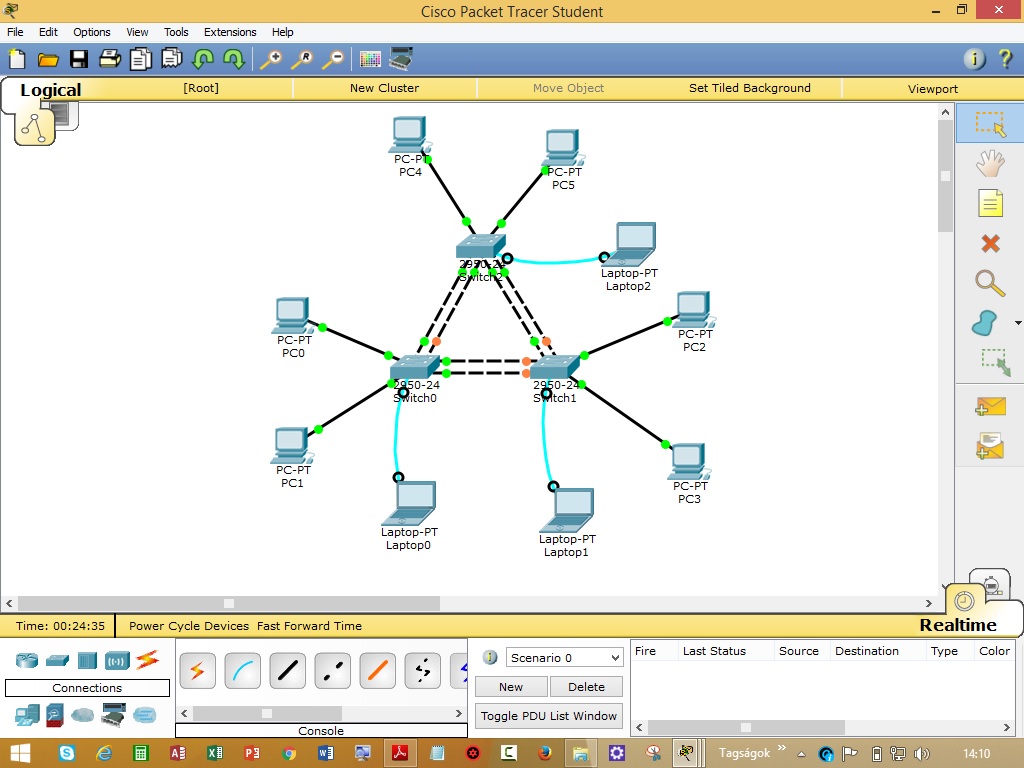 Cisco Packet Tracer Student
File Edit Options View Tools Extensions Help
Logical [Root] New Cluster Move Object Set Tiled Background Viewport
PC-PT
PC4
PC-PT
PC5
2950-24
Switch2
Laptop-PT
Laptop2
PC-PT
PC0
PC-PT
PC2
2950-24
Switch0
2950-24
Switch1
PC-PT
PC1
PC-PT
PC3
Laptop-PT
Laptop0
Laptop-PT
Laptop1
Time: 00:24:35 Power Cycle Devices Fast Forward Time
Realtime
Connections
Console
Scenario 0
New Delete
Toggle PDU List Window
Fire Last Status Source Destination Type Color
Tagságok 14:10